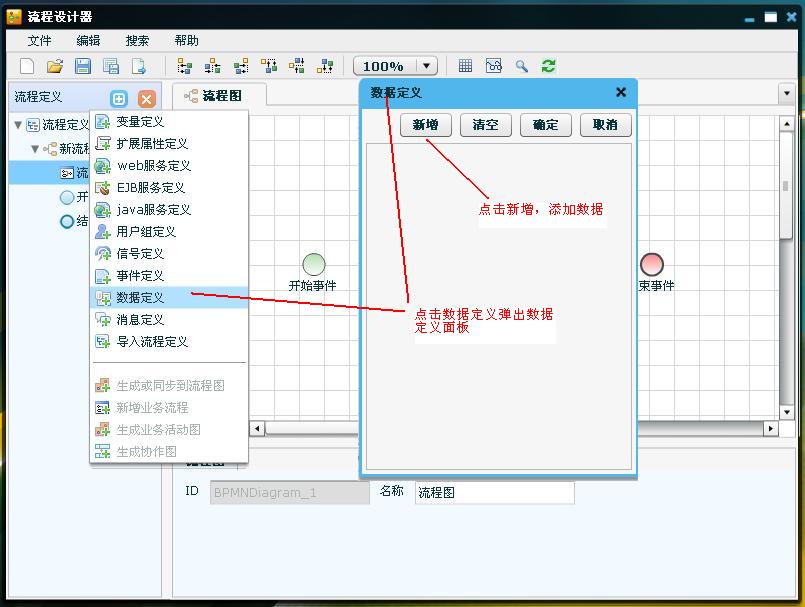 流程设计器
文件 编辑 搜索 帮助
100%
流程定义
流程图
流程定义
新流程
流
开
结
变量定义
扩展属性定义
web服务定义
EJB服务定义
java服务定义
用户组定义
信号定义
事件定义
数据定义
消息定义
导入流程定义
生成或同步到流程图
新增业务流程
生成业务活动图
生成协作图
数据定义
新增 清空 确定 取消
点击新增，添加数据
点击数据定义弹出数据
定义面板
开始事件
束事件
流程图
ID BPMNDiagram_1 名称 流程图